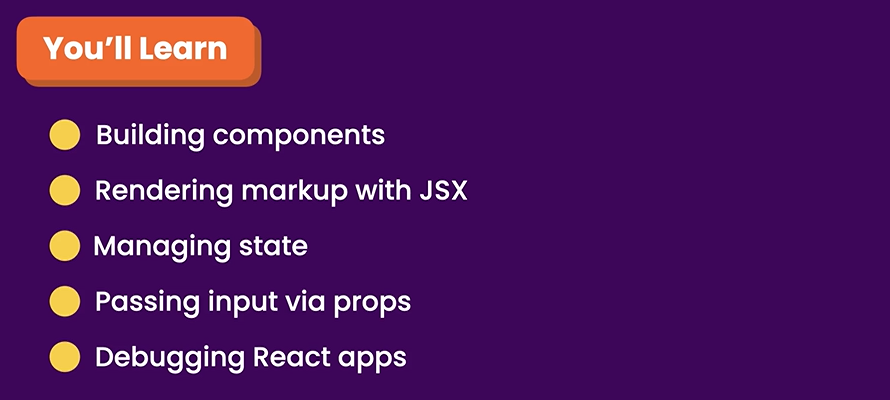 You’ll Learn
Building components
Rendering markup with JSX
Managing state
Passing input via props
Debugging React apps